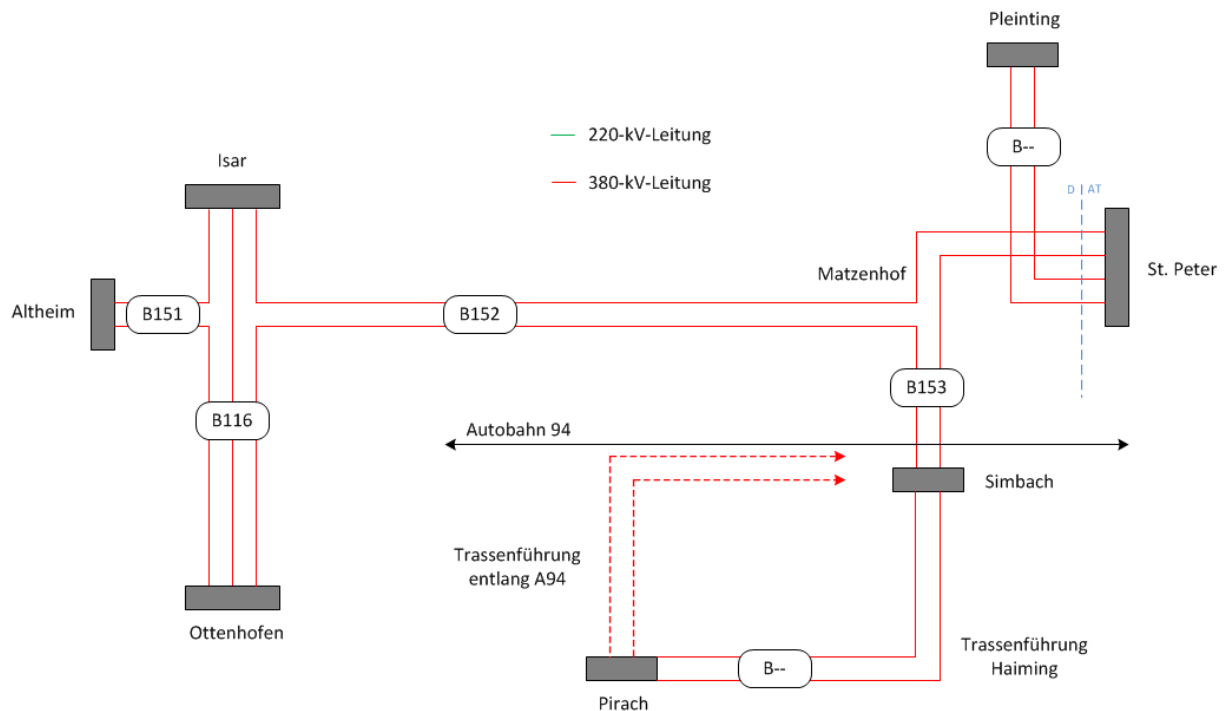 Pleinting
220-kV-Leitung
B--
Isar
380-kV-Leitung
D
AT
St. Peter
Matzenhof
Altheim
B151
B152
B153
B116
Autobahn 94
Simbach
Trassenführung
entlang A94
Ottenhofen
Trassenführung
Haiming
B--
Pirach